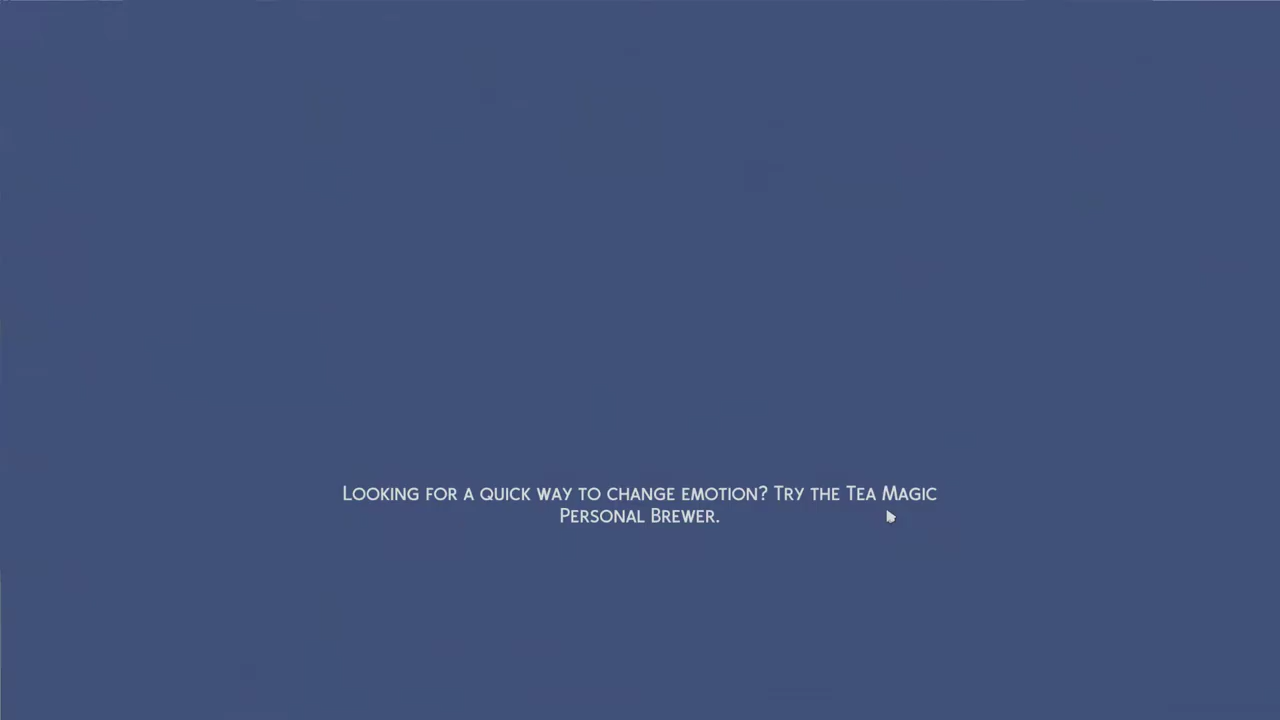 Looking for a quick way to change emotion? Try the Tea Magic
Personal Brewer.